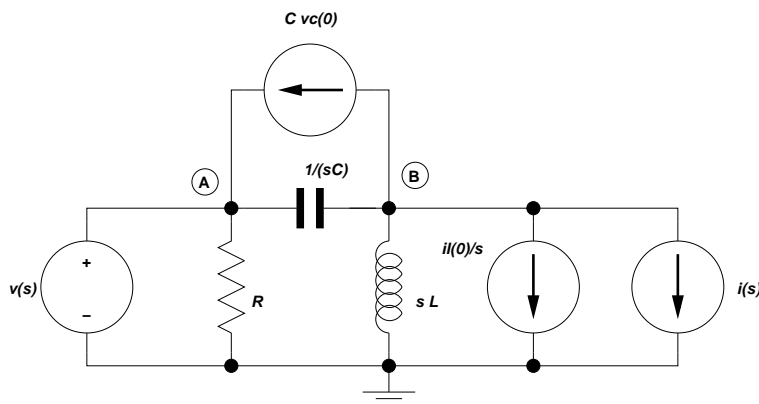 C vc(0)
A
1/(sC)
B
v(s)
+
–
R
s L
il(0)/s
i(s)